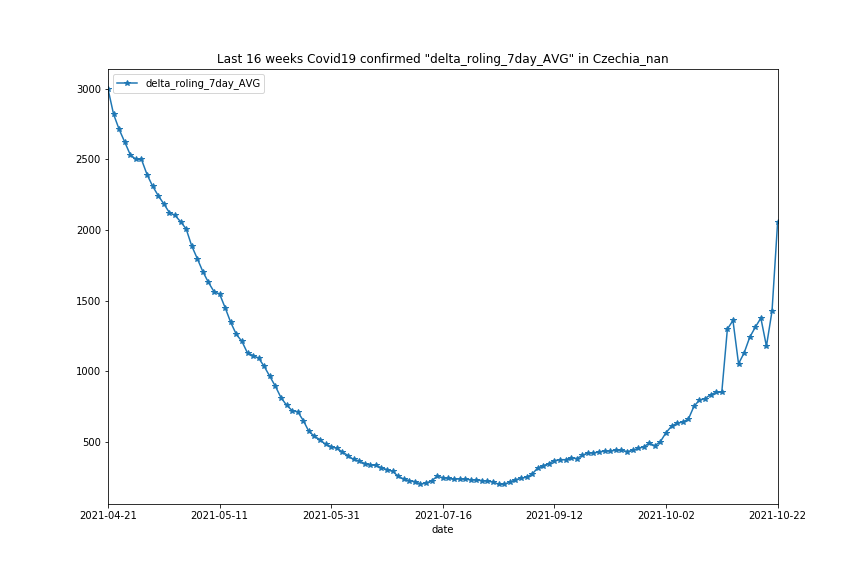 Last 16 weeks Covid19 confirmed "delta_roling_7day_AVG" in Czechia_nan
delta_roling_7day_AVG
3000
2500
2000
1500
1000
500
2021-04-21 2021-05-11 2021-05-31 2021-07-16 2021-09-12 2021-10-02 2021-10-22
date